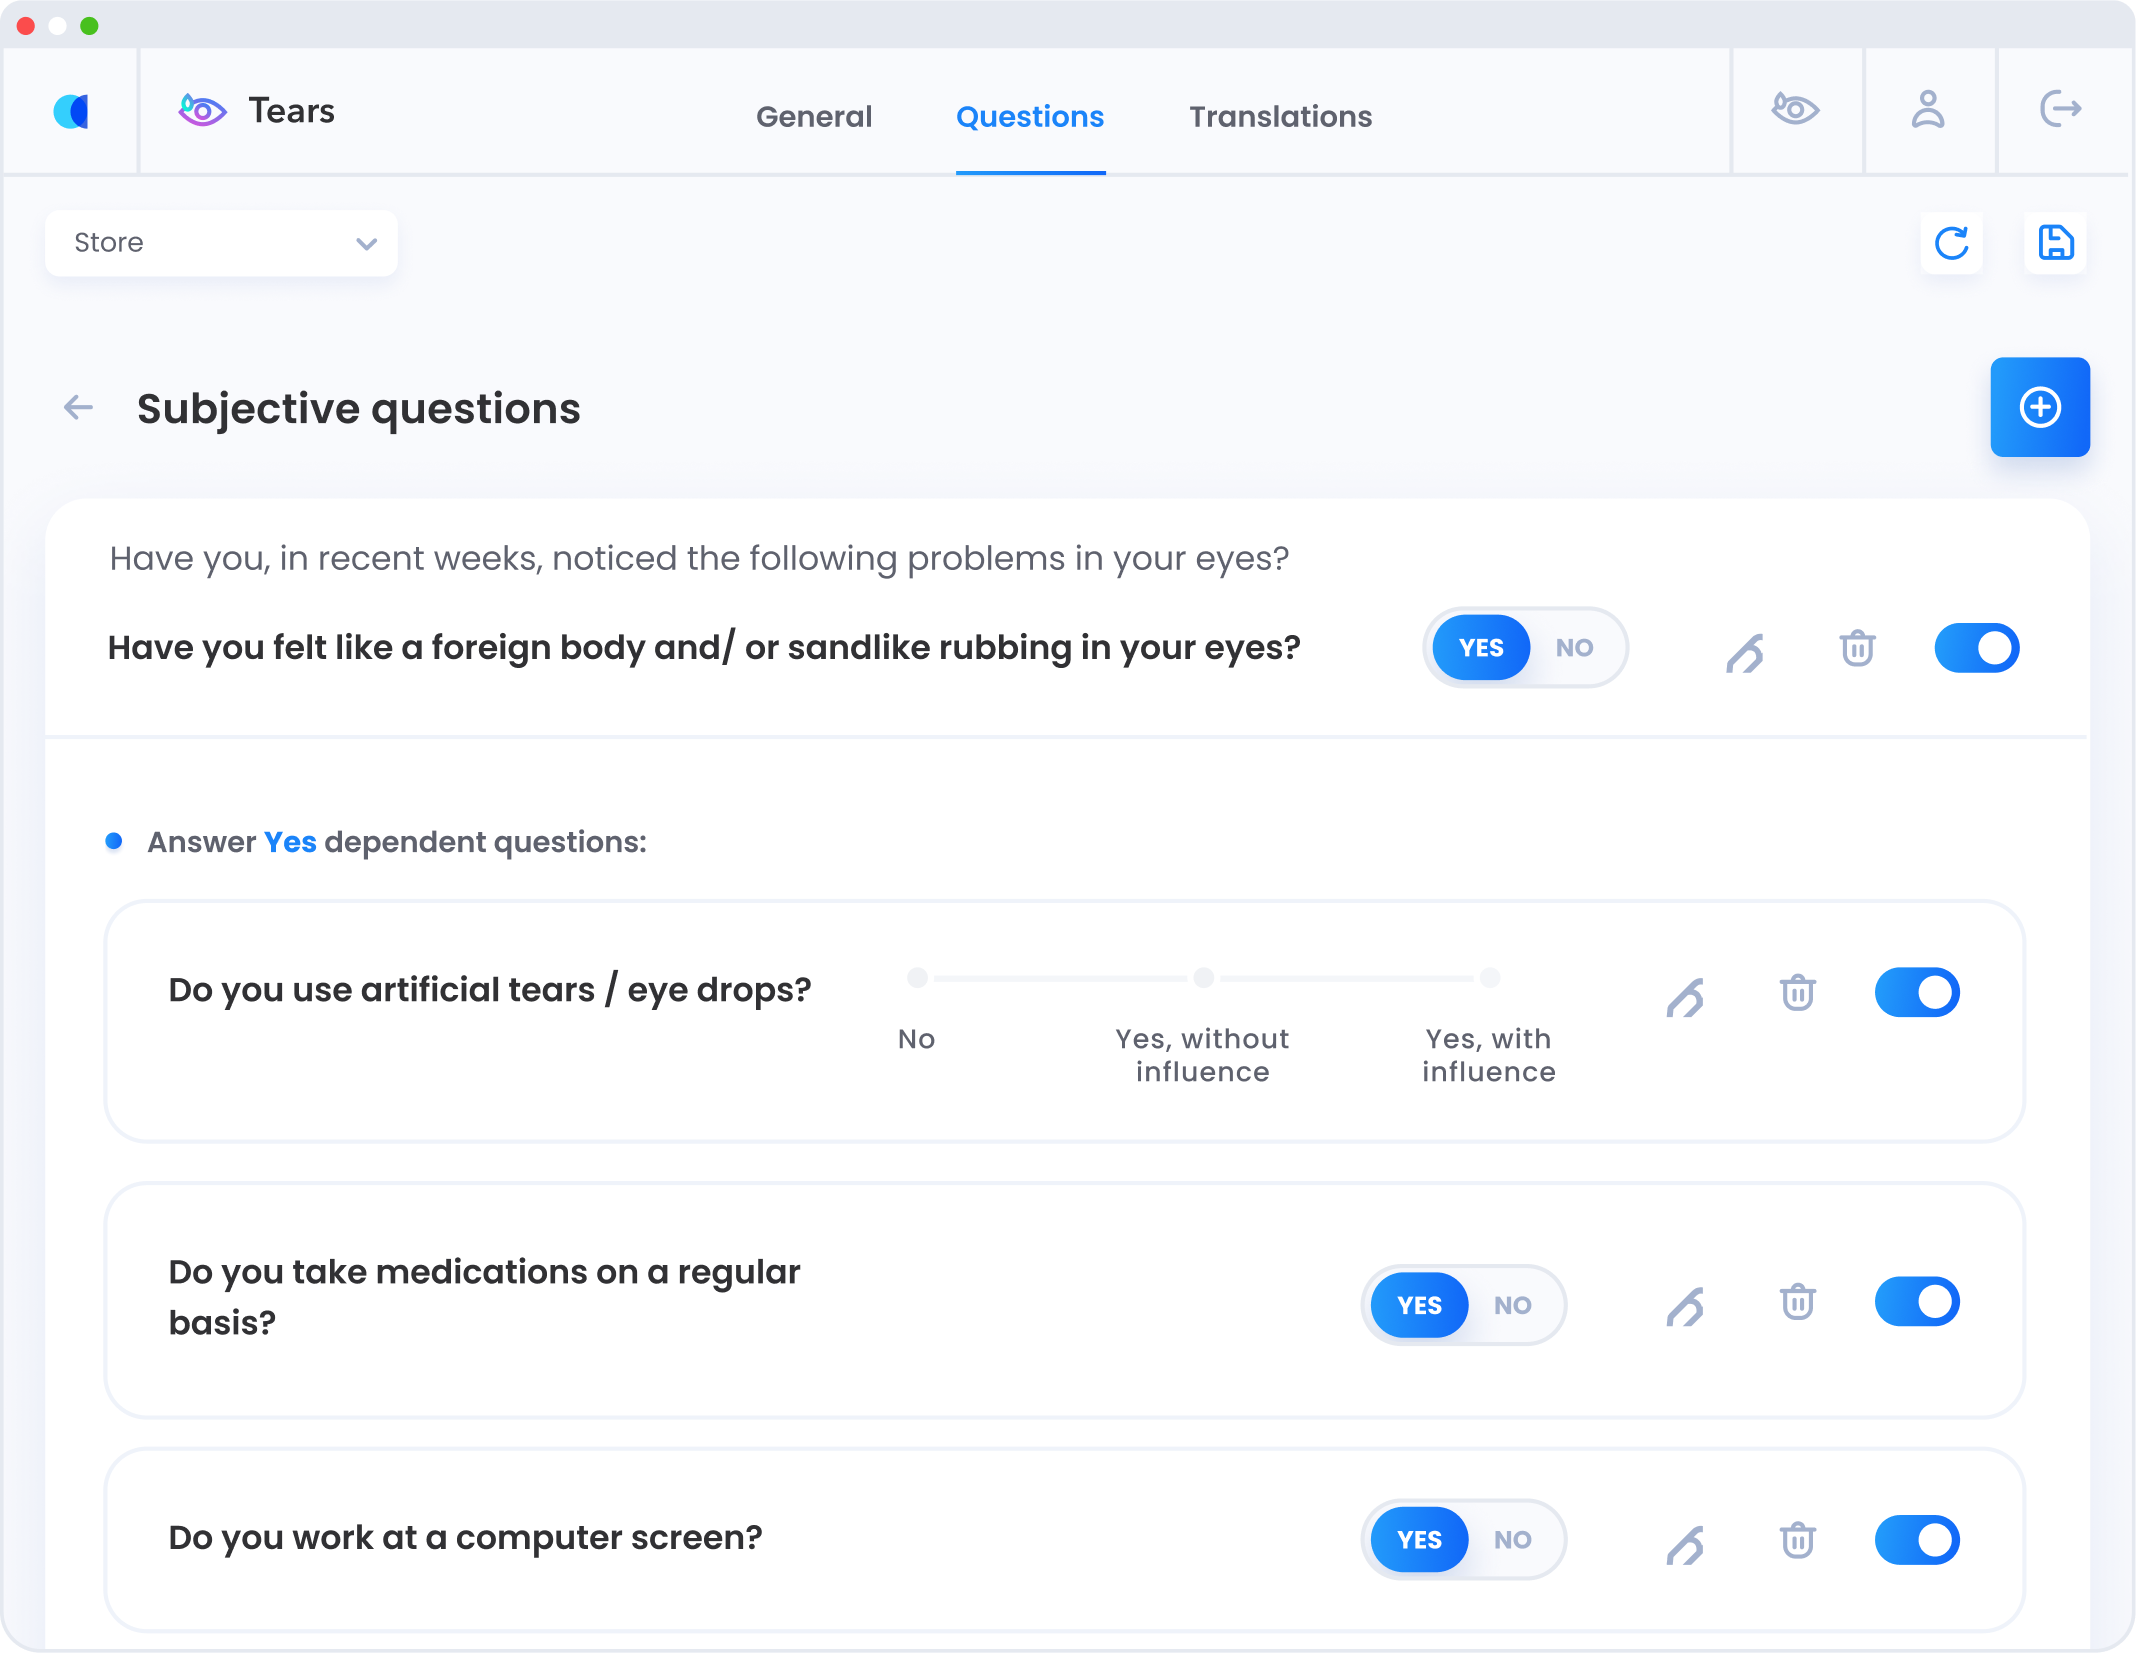 Tears
General
Questions
Translations
Store
Subjective questions
Have you, in recent weeks, noticed the following problems in your eyes?
Have you felt like a foreign body and/ or sandlike rubbing in your eyes?
YES NO
Answer Yes dependent questions:
Do you use artificial tears / eye drops?
No
Yes, without
influence
Yes, with
influence
Do you take medications on a regular
basis?
YES NO
Do you work at a computer screen?
YES NO